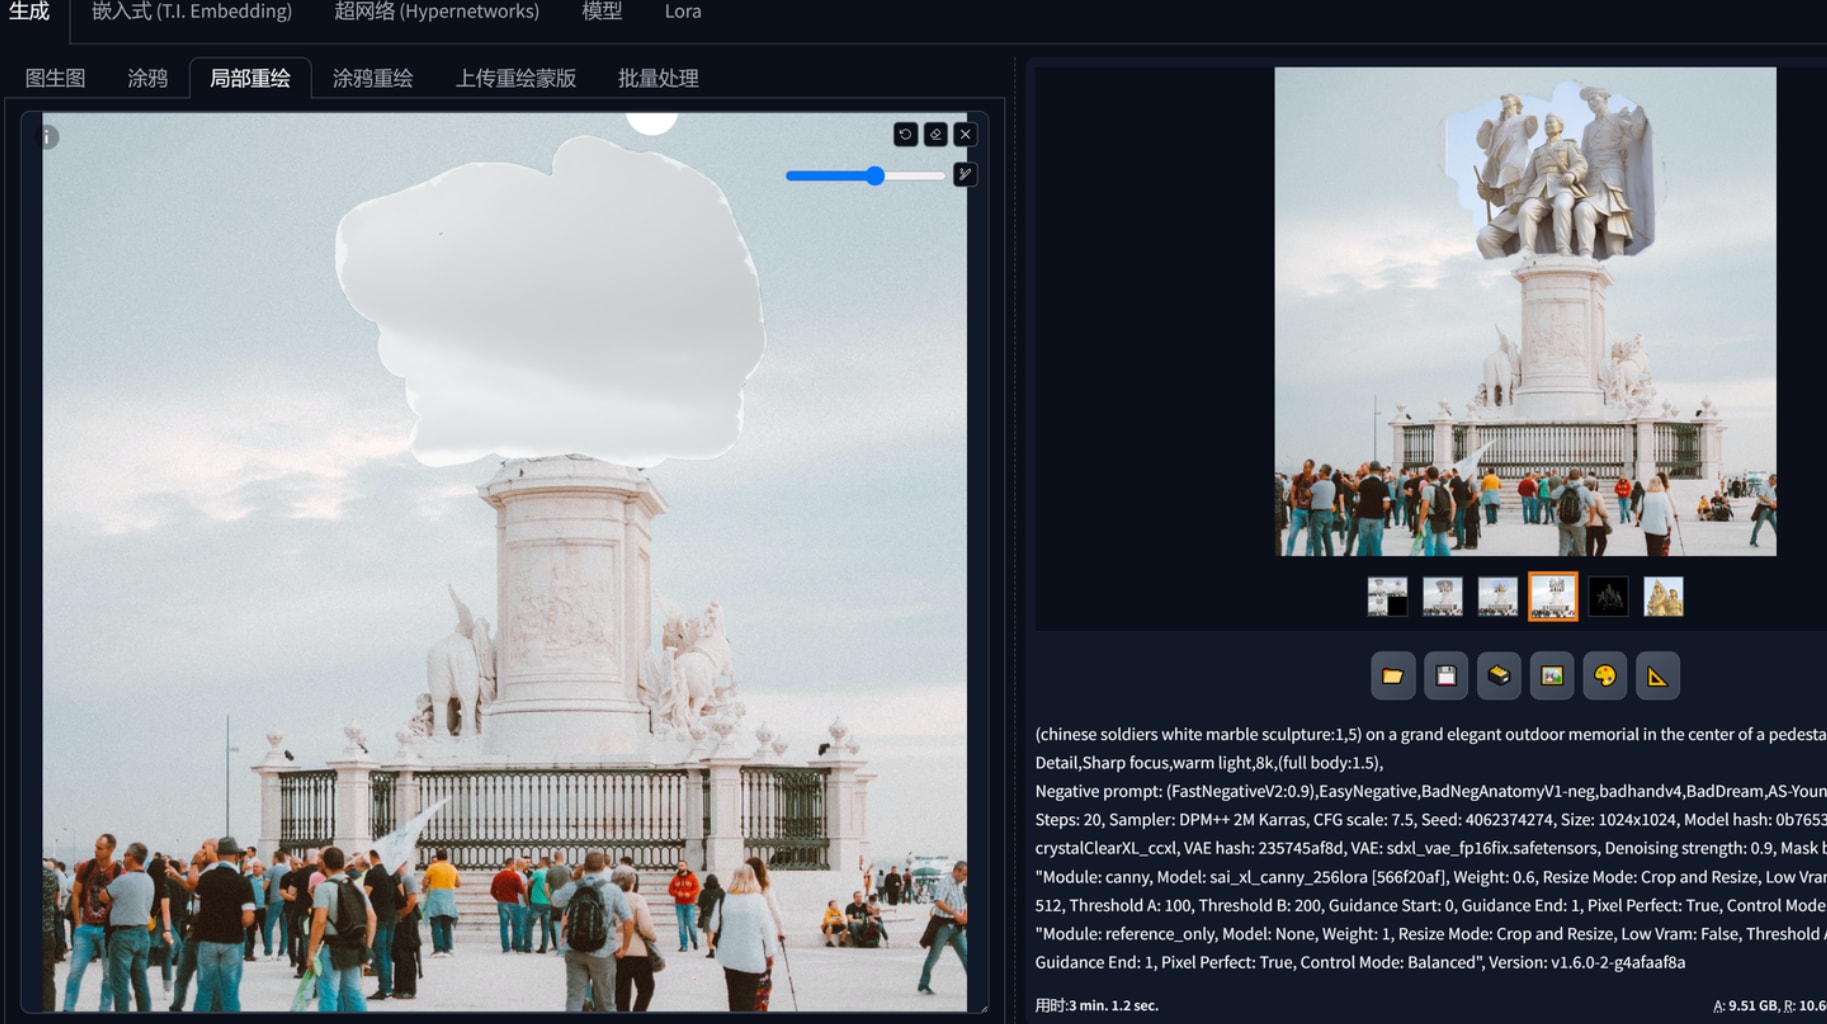 生成 嵌入式 (T.I. Embedding) 超网络 (Hypernetworks) 模型 Lora
图生图 涂鸦 局部重绘 涂鸦重绘 上传重绘蒙版 批量处理
i
(chinese soldiers white marble sculpture:1,5) on a grand elegant outdoor memorial in the center of a pedesta
Detail,Sharp focus,warm light,8k,(full body:1.5),
Negative prompt: (FastNegativeV2:0.9),EasyNegative,BadNegAnatomyV1-neg,badhandv4,BadDream,AS-Youn
Steps: 20, Sampler: DPM++ 2M Karras, CFG scale: 7.5, Seed: 4062374274, Size: 1024x1024, Model hash: 0b7653
crystalClearXL_ccxl, VAE hash: 235745af8d, VAE: sdxl_vae_fp16fix.safetensors, Denoising strength: 0.9, Mask b
"Module: canny, Model: sai_xl_canny_256lora [566f20af], Weight: 0.6, Resize Mode: Crop and Resize, Low Vrar
512, Threshold A: 100, Threshold B: 200, Guidance Start: 0, Guidance End: 1, Pixel Perfect: True, Control Mode
"Module: reference_only, Model: None, Weight: 1, Resize Mode: Crop and Resize, Low Vram: False, Threshold A
Guidance End: 1, Pixel Perfect: True, Control Mode: Balanced", Version: v1.6.0-2-g4afaaf8a
用时:3 min. 1.2 sec.
A: 9.51 GB, R: 10.6